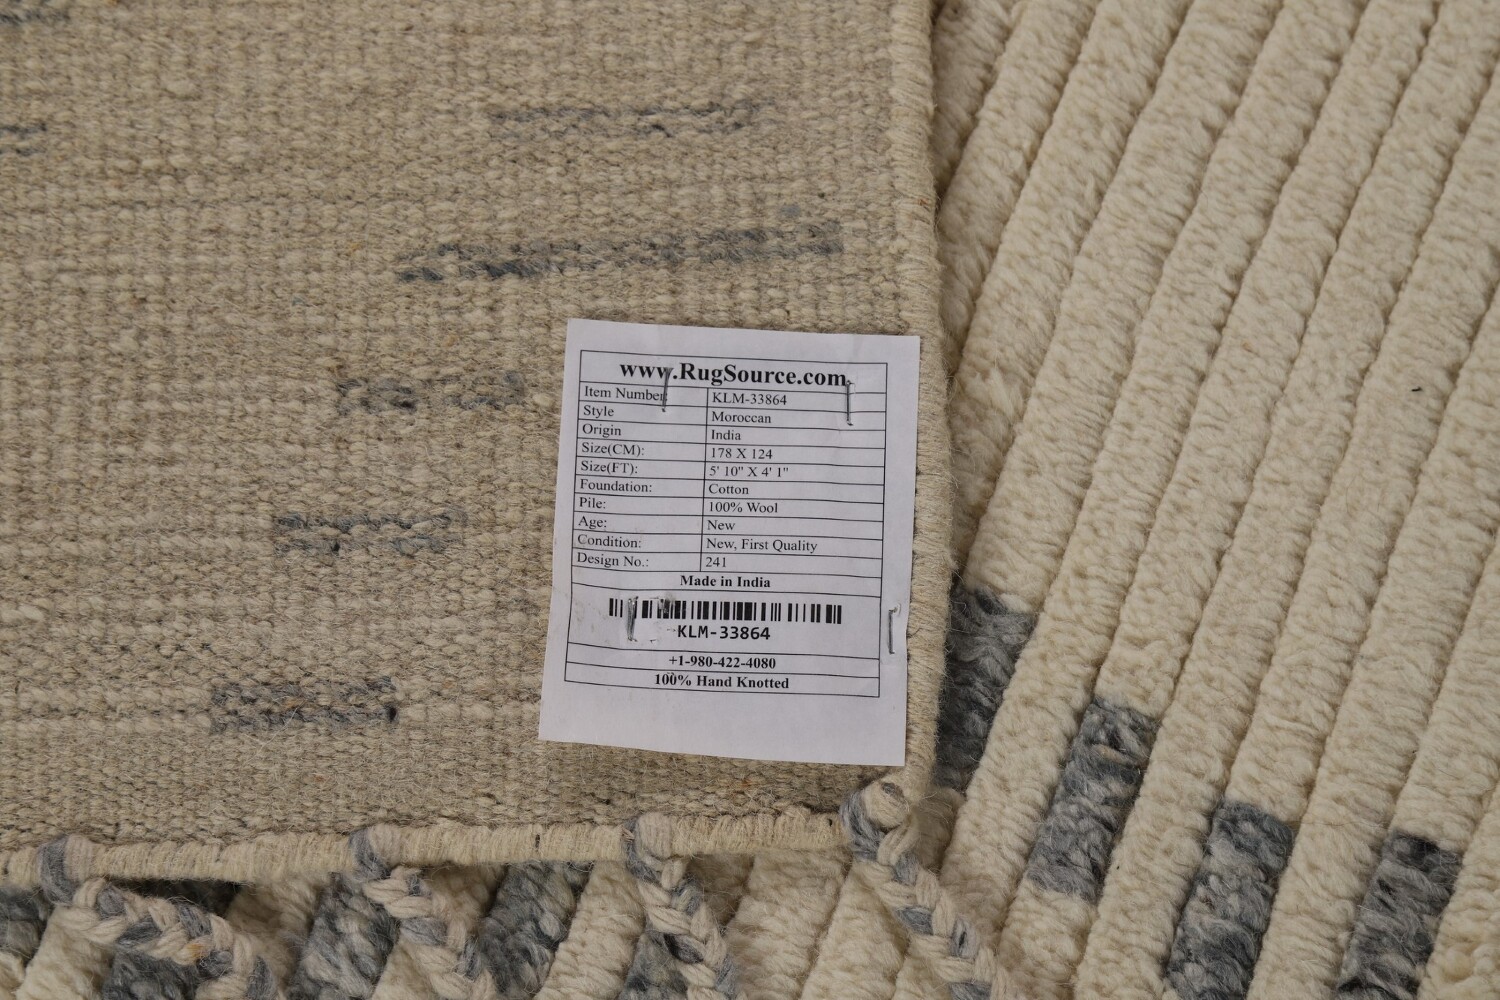 www.RugSource.com
Item Number: KLM-33864
Style Moroccan
Origin India
Size(CM): 178 X 124
Size(FT): 5' 10" X 4' 1"
Foundation: Cotton
Pile: 100% Wool
Age: New
Condition: New, First Quality
Design No.: 241
Made in India
KLM-33864
+1-980-422-4080
100% Hand Knotted